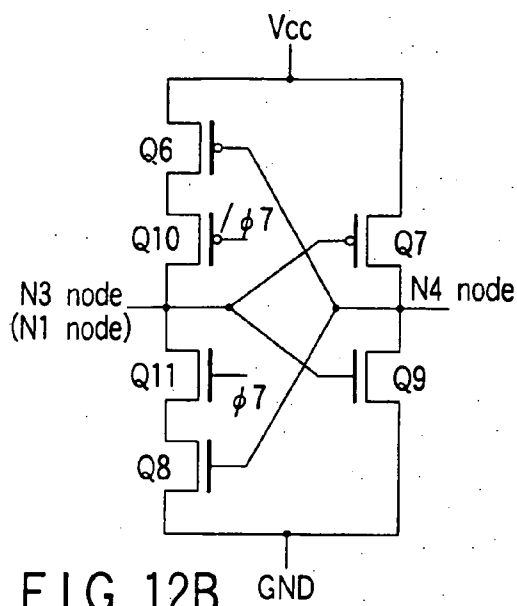 Vcc
Q6
Q10
/φ7
Q7
N3 node
(N1 node)
N4 node
Q11
φ7
Q9
Q8
FIG. 12B
GND